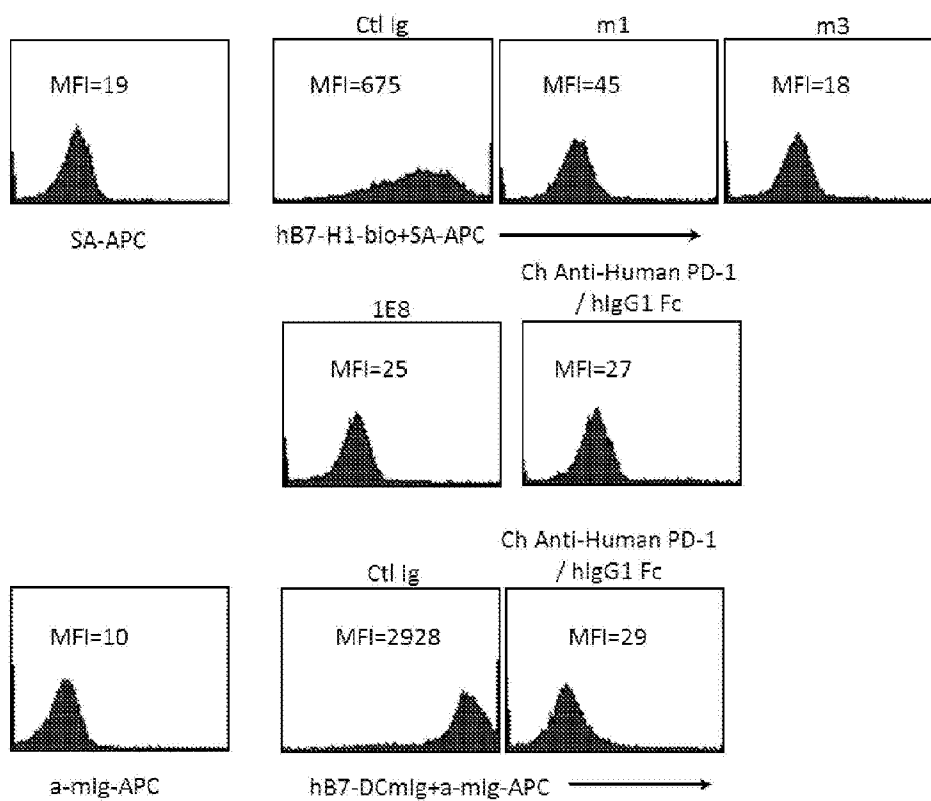 Ctl Ig m1 m3
MFI=19 MFI=675 MFI=45 MFI=18
SA-APC hB7-H1-bio+SA-APC
Ch Anti-Human PD-1
1E8 / hIgG1 Fc
MFI=25 MFI=27
Ch Anti-Human PD-1
Ctl Ig / hIgG1 Fc
MFI=10 MFI=2928 MFI=29
a-mIg-APC hB7-DCmIg+a-mIg-APC